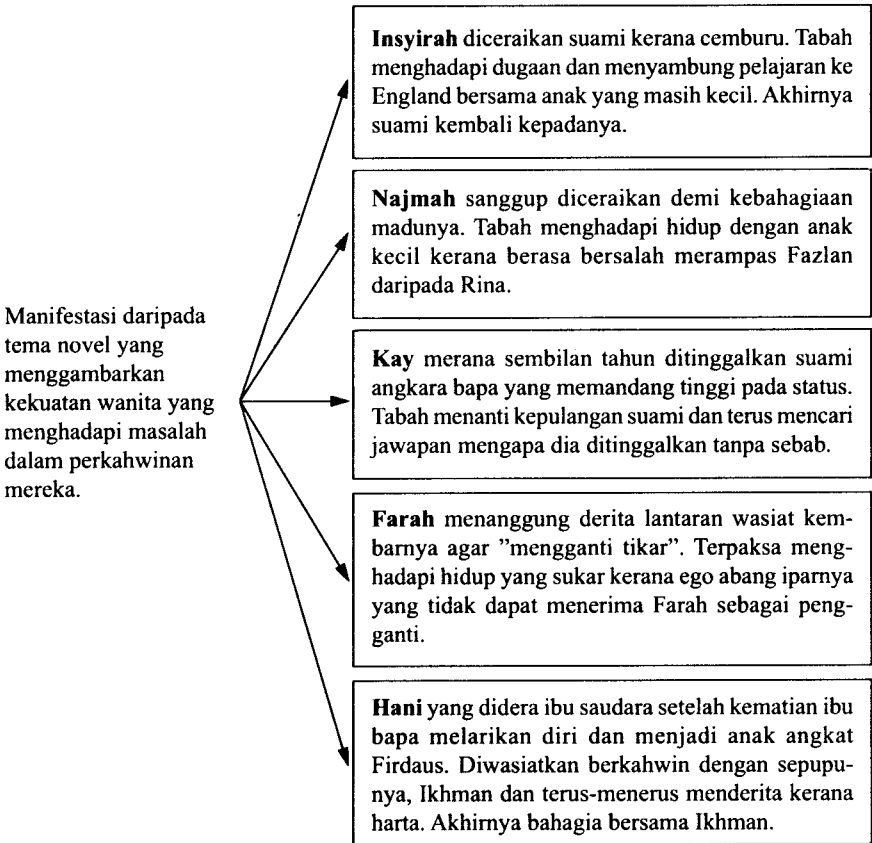 Insyirah diceraikan suami kerana cemburu. Tabah
menghadapi dugaan dan menyambung pelajaran ke
England bersama anak yang masih kecil. Akhirnya
suami kembali kepadanya.
Najmah sanggup diceraikan demi kebahagiaan
madunya. Tabah menghadapi hidup dengan anak
kecil kerana berasa bersalah merampas Fazlan
daripada Rina.
Manifestasi daripada
tema novel yang
menggambarkan
kekuatan wanita yang
menghadapi masalah
dalam perkahwinan
mereka.
Kay merana sembilan tahun ditinggalkan suami
angkara bapa yang memandang tinggi pada status.
Tabah menanti kepulangan suami dan terus mencari
jawapan mengapa dia ditinggalkan tanpa sebab.
Farah menanggung derita lantaran wasiat kem-
barnya agar ”mengganti tikar”. Terpaksa meng-
hadapi hidup yang sukar kerana ego abang iparnya
yang tidak dapat menerima Farah sebagai peng-
ganti.
Hani yang didera ibu saudara setelah kematian ibu
bapa melarikan diri dan menjadi anak angkat
Firdaus. Diwasiatkan berkahwin dengan sepupu-
nya, Ikhman dan terus-menerus menderita kerana
harta. Akhirnya bahagia bersama Ikhman.